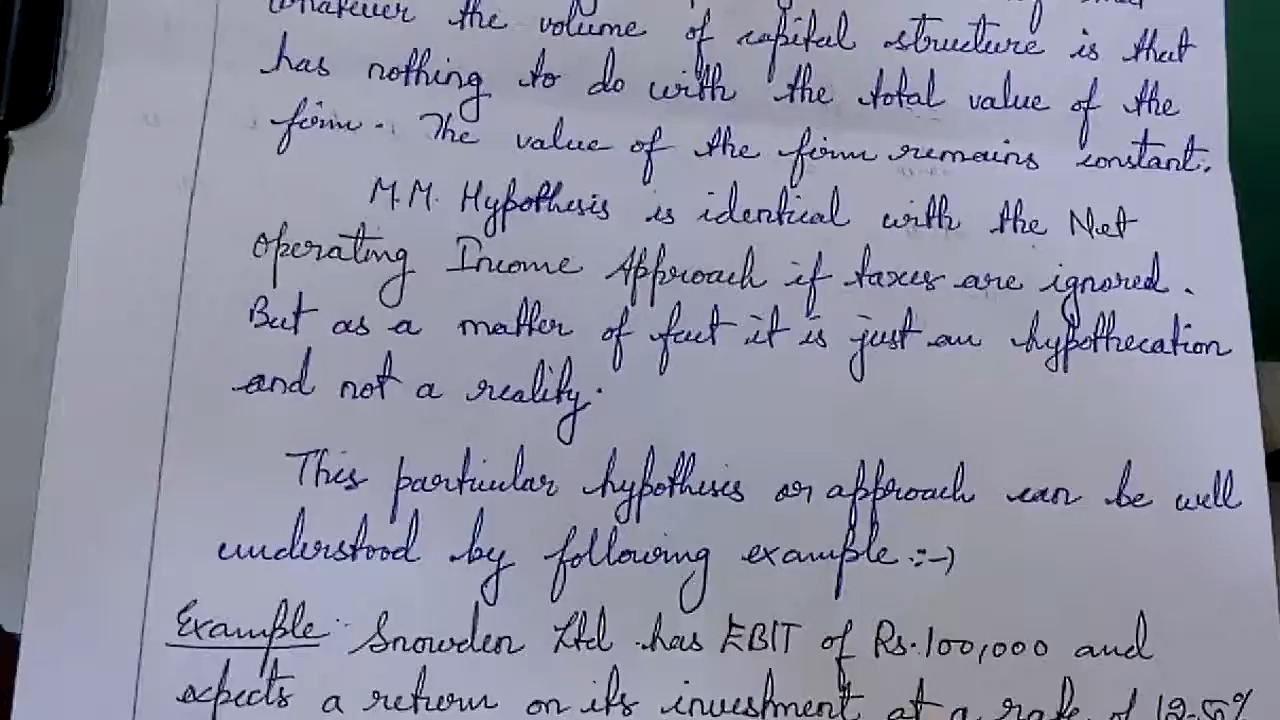 whatever the volume of capital structure is that
has nothing to do with the total value of the
firm. The value of the firm remains constant.
M.M. Hypothesis is identical with the Net
Operating Income Approach if taxes are ignored.
But as a matter of fact it is just an hypothecation
and not a reality.
This particular hypothesis or approach can be well
understood by following example :-)
Example: Snowden Ltd has EBIT of Rs. 100,000 and
expects a return on its investment at a rate of 12.5%